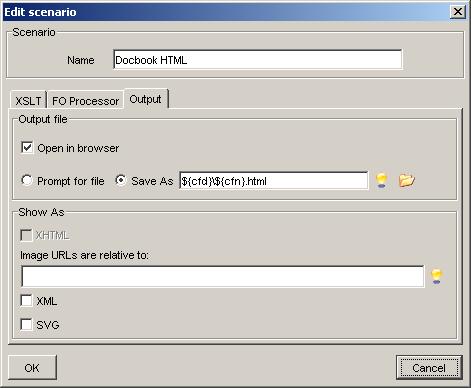 Edit scenario
Scenario
Name Docbook HTML
XSLT FO Processor Output
Output file
Open in browser
Prompt for file Save As ${cfd}\${cfn}.html
Show As
XHTML
Image URLs are relative to:
XML
SVG
OK Cancel